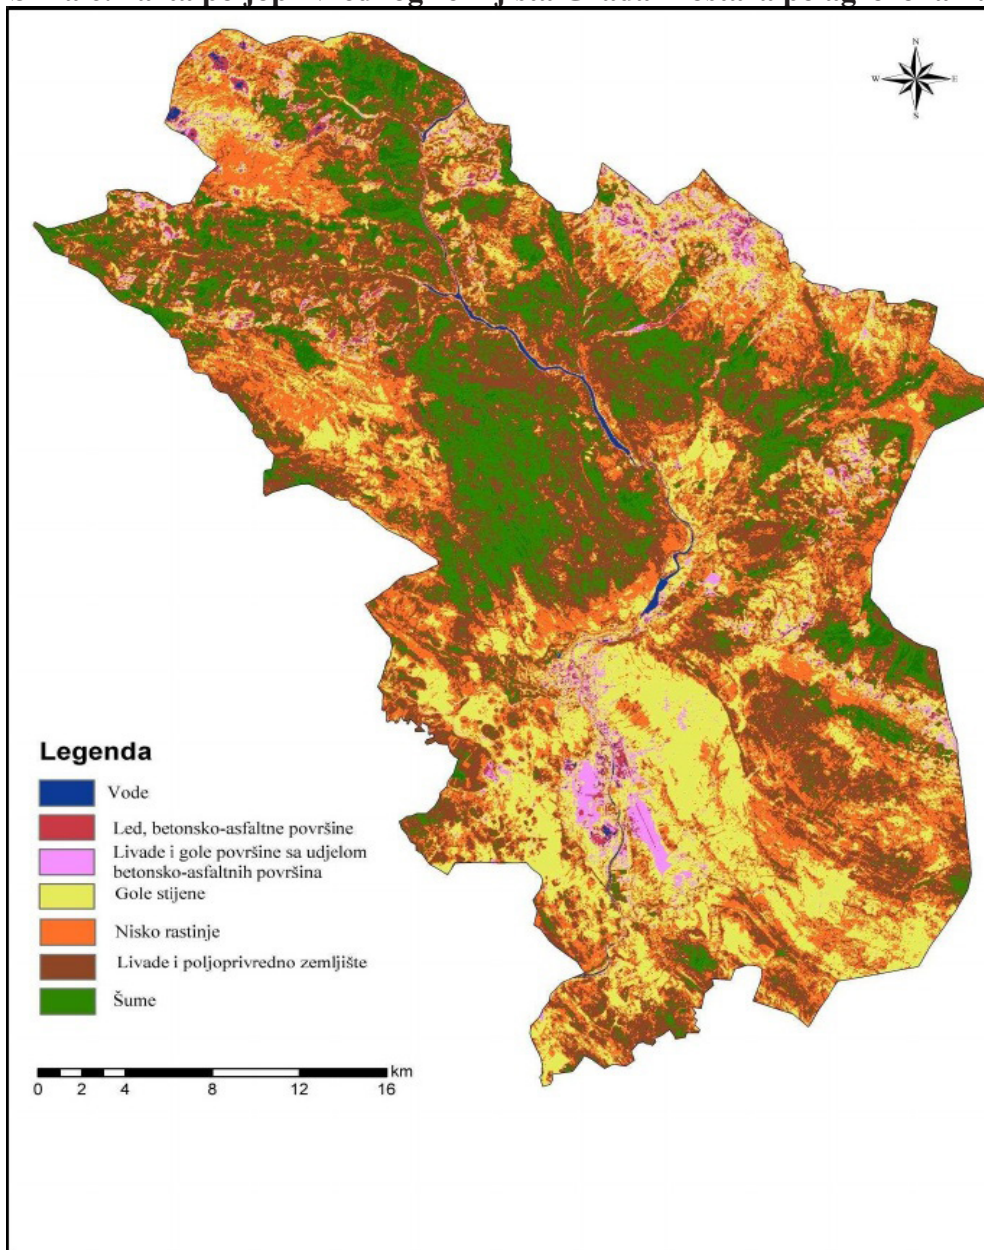 N
W E
S
Legenda
Vode
Led, betonsko-asfaltne površine
Livade i gole površine sa udjelom
betonsko-asfaltnih površina
Gole stijene
Nisko rastinje
Livade i poljoprivredno zemljište
Šume
km
0 2 4 8 12 16